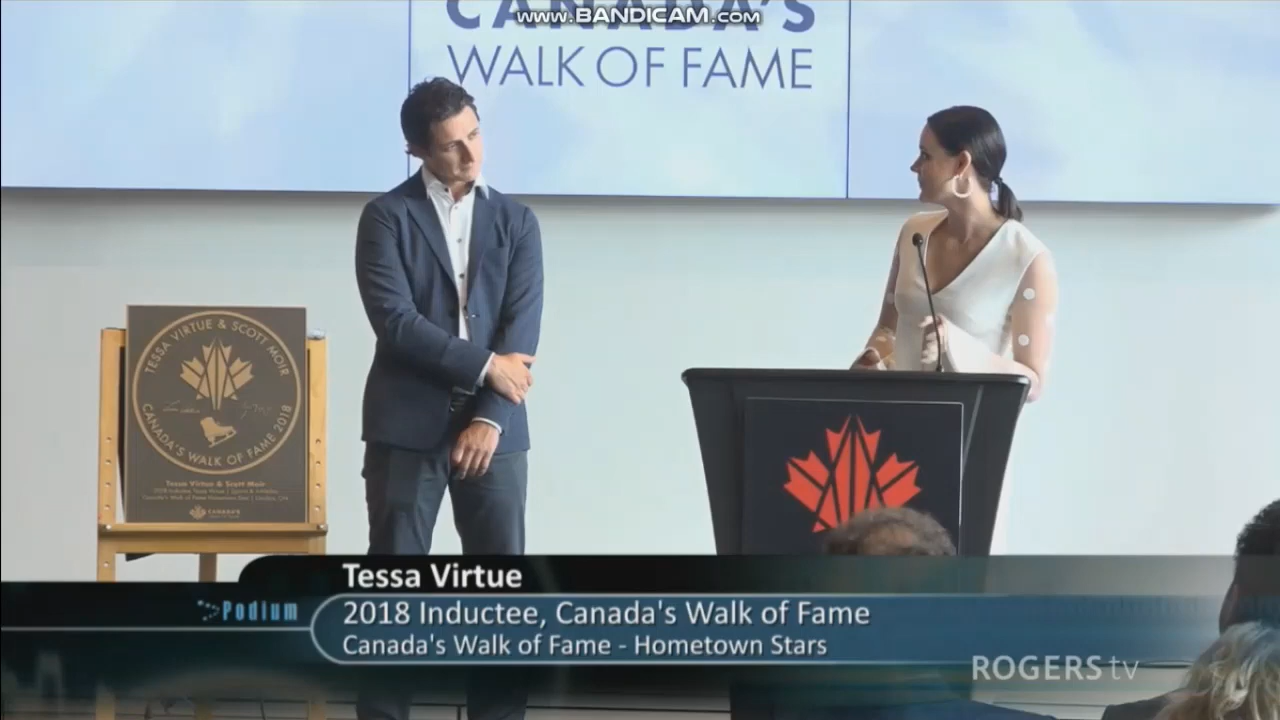 www.BANDICAM.com
CANADA'S
WALK OF FAME
TESSA VIRTUE & SCOTT MOIR
CANADA'S WALK OF FAME 2018
Tessa Virtue & Scott Moir
CANADA'S
Tessa Virtue
Podium
2018 Inductee, Canada's Walk of Fame
Canada's Walk of Fame - Hometown Stars
ROGERS tv